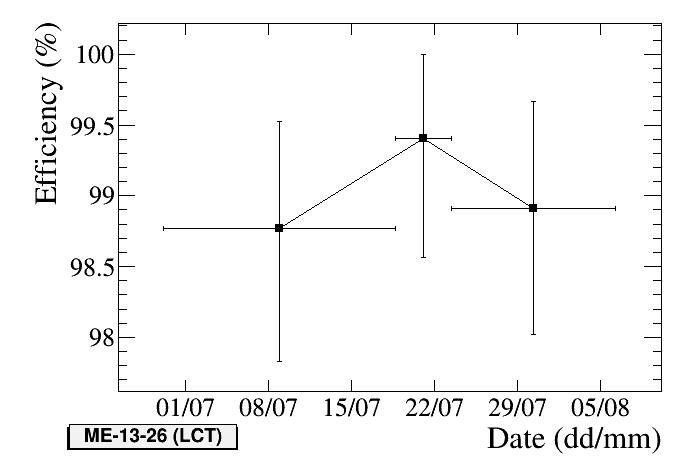 Efficiency (%)
100
99.5
99
98.5
98
01/07 08/07 15/07 22/07 29/07 05/08
ME-13-26 (LCT)
Date (dd/mm)